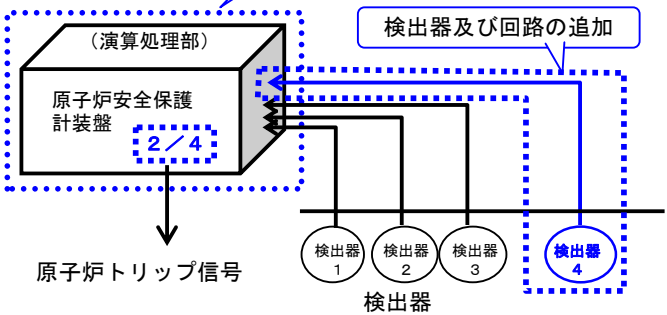 検出器及び回路の追加
（演算処理部）
原子炉安全保護
計装盤
２／４
検出器
１
検出器
２
検出器
３
検出器
４
原子炉トリップ信号
検出器